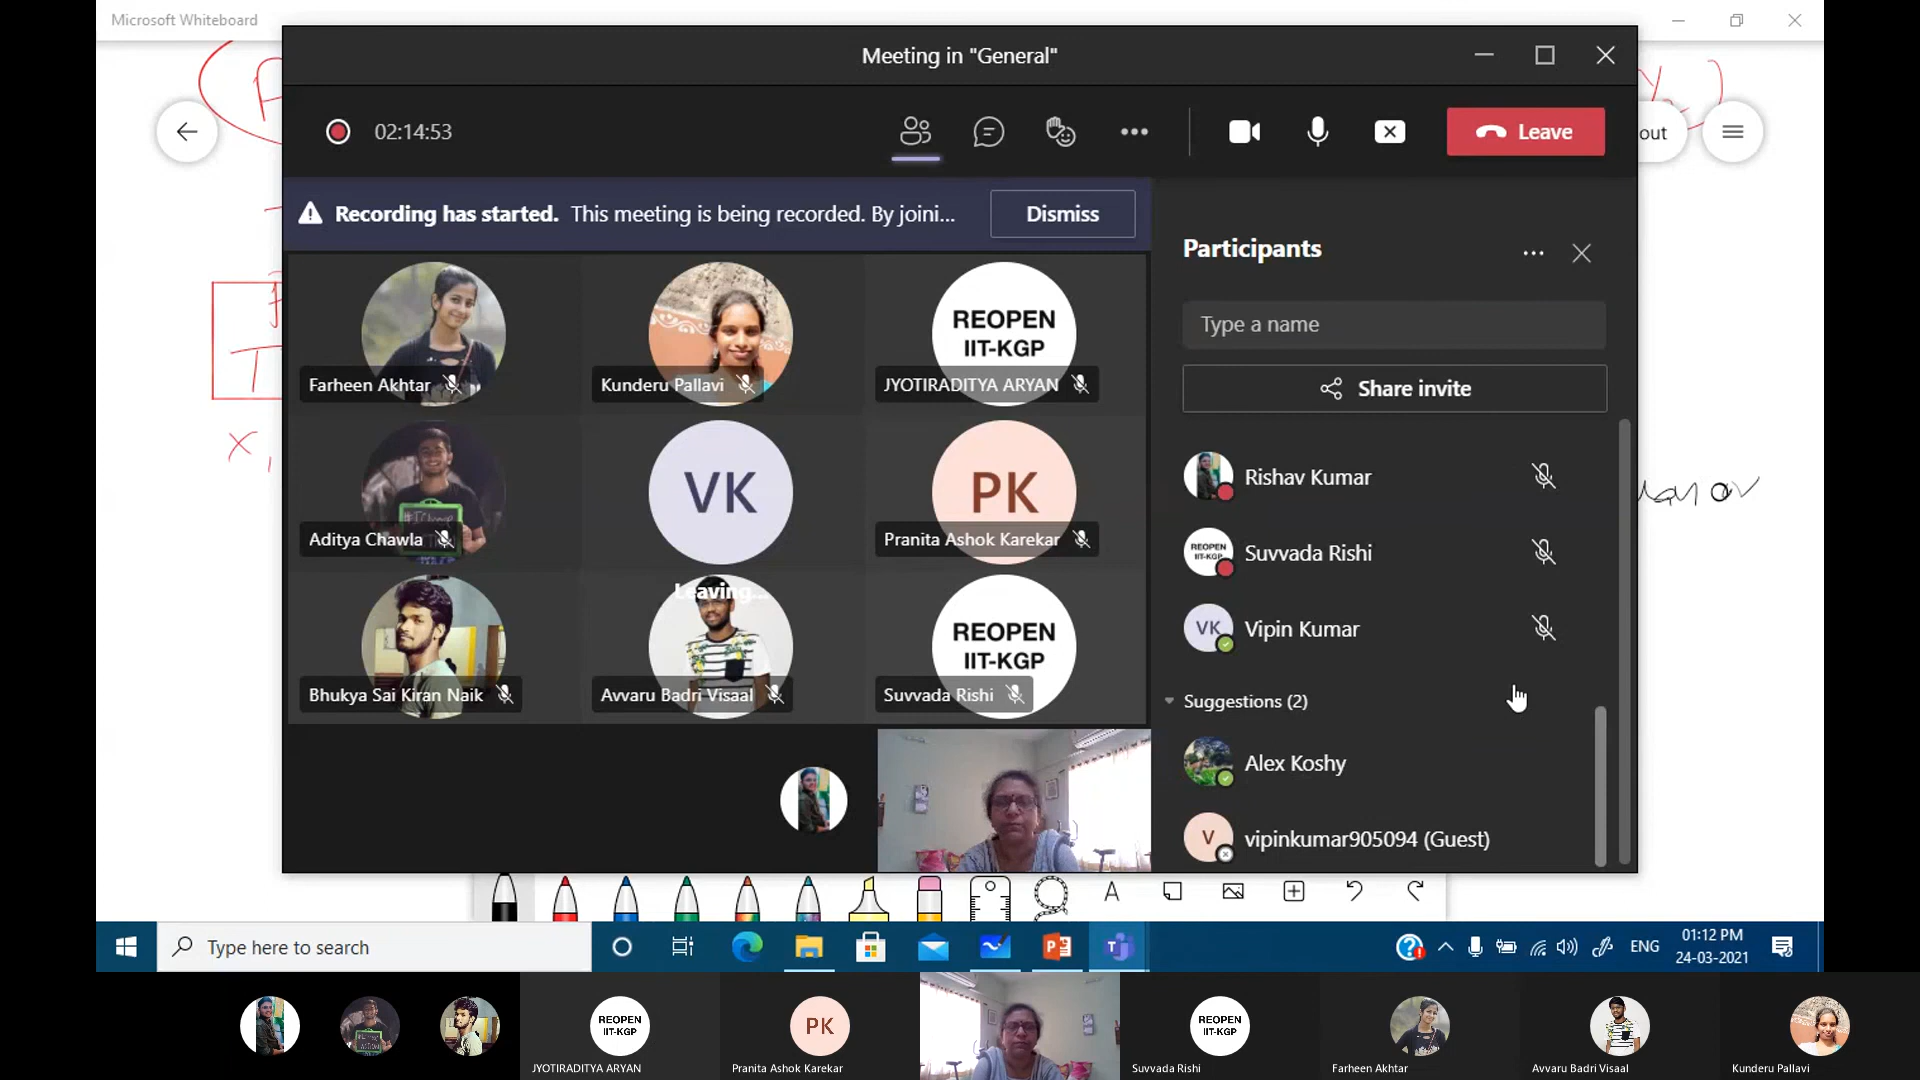 Microsoft Whiteboard
Meeting in "General"
02:14:53
Leave
out
Recording has started. This meeting is being recorded. By joini...
Dismiss
Participants
Type a name
Share invite
REOPEN
IIT-KGP
Farheen Akhtar
Kunderu Pallavi
JYOTIRADITYA ARYAN
VK
PK
Aditya Chawla
Pranita Ashok Karekar
Leaving...
REOPEN
IIT-KGP
Bhukya Sai Kiran Naik
Avvaru Badri Visaal
Suvvada Rishi
Rishav Kumar
REOPEN
IIT-KGP
Suvvada Rishi
VK
Vipin Kumar
Suggestions (2)
Alex Koshy
V
vipinkumar905094 (Guest)
A
Type here to search
ENG
01:12 PM
24-03-2021
REOPEN
IIT-KGP
PK
REOPEN
IIT-KGP
JYOTIRADITYA ARYAN
Pranita Ashok Karekar
Suvvada Rishi
Farheen Akhtar
Avvaru Badri Visaal
Kunderu Pallavi